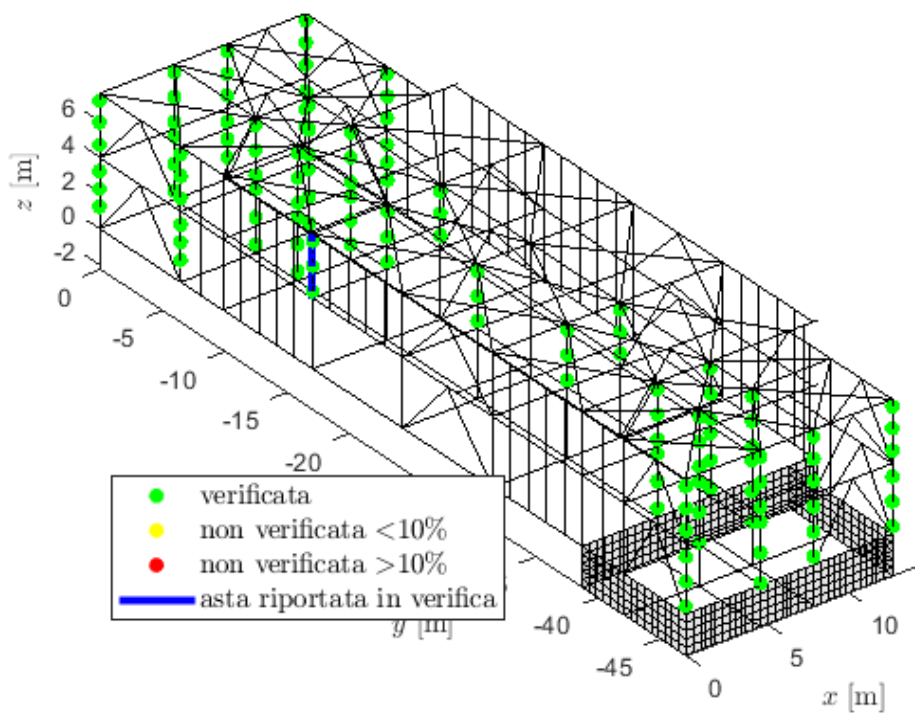 6
4
2
0
-2
z [m]
0
-5
-10
-15
-20
-40
-45
y [m]
0
5
10
x [m]
verificata
non verificata <10%
non verificata >10%
asta riportata in verifica